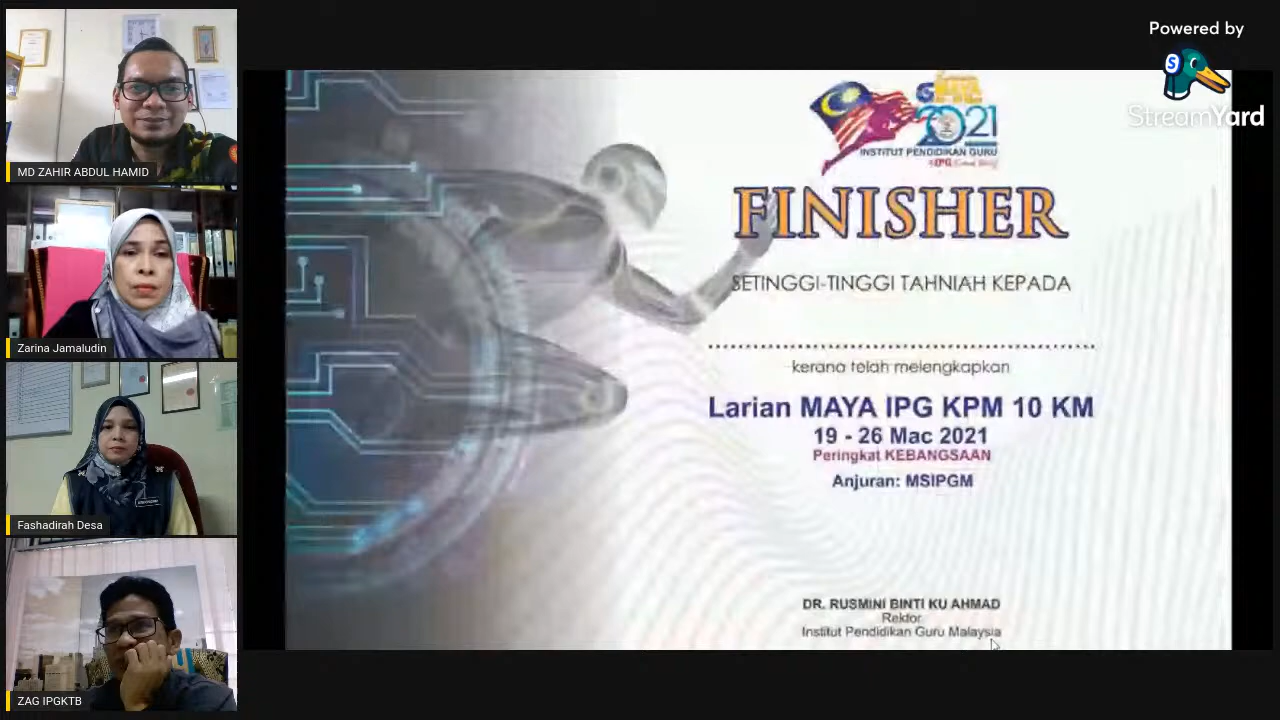 MD ZAHIR ABDUL HAMID
Zarina Jamaludin
Fashadirah Desa
ZAG IPGKTB
Powered by
StreamYard
2021
INSTITUT PENDIDIKAN GURU
FINISHER
SETINGGI-TINGGI TAHNIAH KEPADA
kerana telah melengkapkan
Larian MAYA IPG KPM 10 KM
19 - 26 Mac 2021
Peringkat KEBANGSAAN
Anjuran: MSIPGM
DR. RUSMINI BINTI KU AHMAD
Rektor
Institut Pendidikan Guru Malaysia